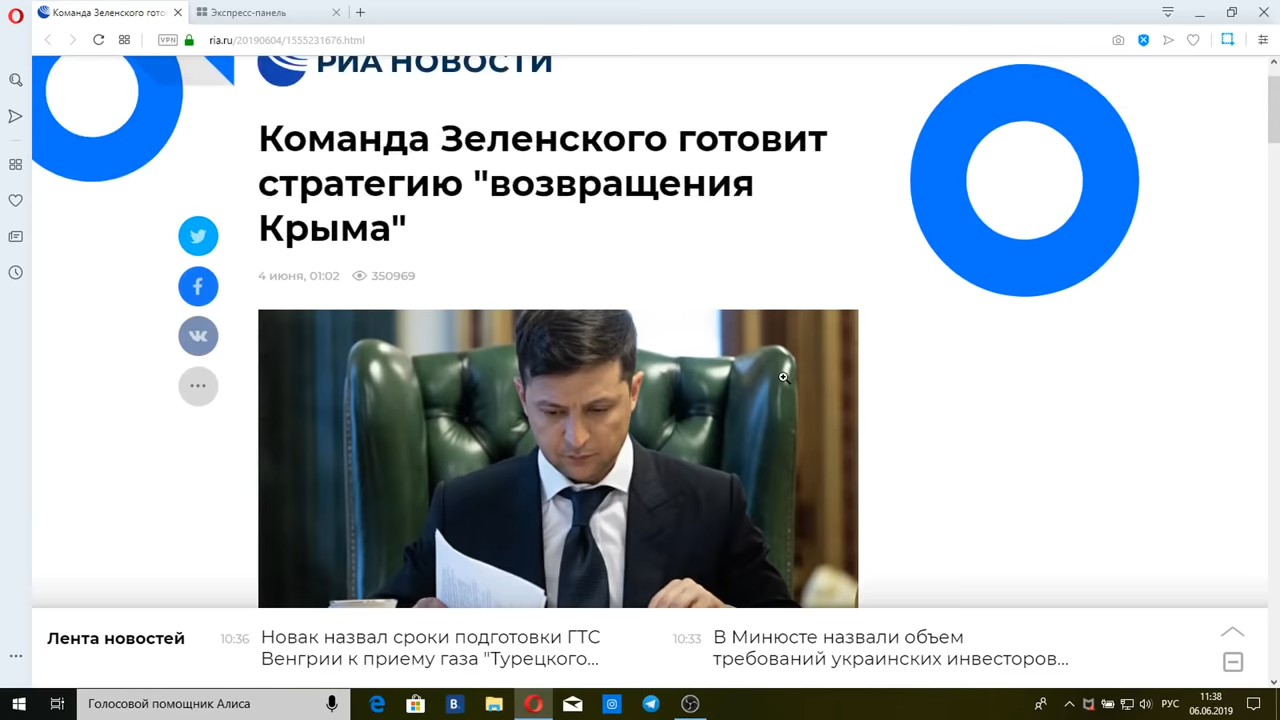 Команда Зеленского гото
Экспресс-панель
VPN
ria.ru/20190604/1555231676.html
РИА НОВОСТИ
Команда Зеленского готовит
стратегию "возвращения
Крыма"
4 июня, 01:02 350969
Лента новостей
10:36
Новак назвал сроки подготовки ГТС
Венгрии к приему газа "Турецкого...
10:33
В Минюсте назвали объем
требований украинских инвесторов...
Голосовой помощник Алиса
РУС
11:38
06.06.2019